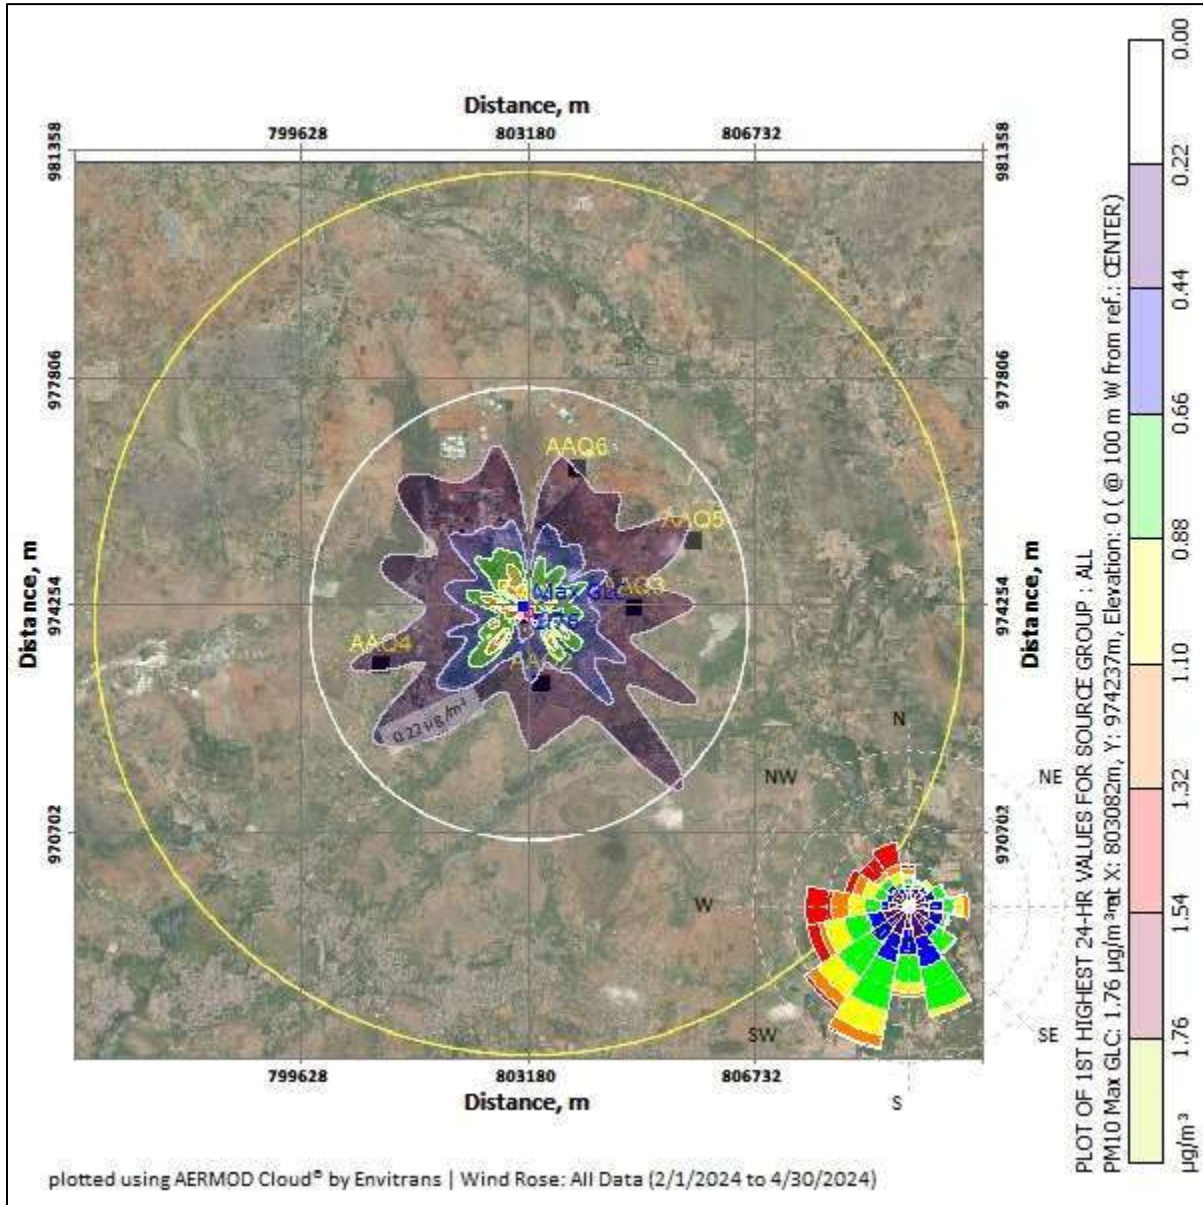 Distance, m
799628
803180
806732
981358
981358
977806
977806
AAQ6
AAQ5
AAQ3
Max GLC
1.76
Distance, m
974254
974254
Distance, m
AAQ4
0.22 µg/m³
N
NW
NE
970702
970702
W
SW
SE
799628
803180
806732
S
Distance, m
plotted using AERMOD Cloud® by Envitrans | Wind Rose: All Data (2/1/2024 to 4/30/2024)
PLOT OF 1ST HIGHEST 24-HR VALUES FOR SOURCE GROUP : ALL
PM10 Max GLC: 1.76 µg/m³ at X: 803082m, Y: 974237m, Elevation: 0 ( @ 100 m W from ref.: CENTER)
0.00
0.22
0.44
0.66
0.88
1.10
1.32
1.54
1.76
µg/m³